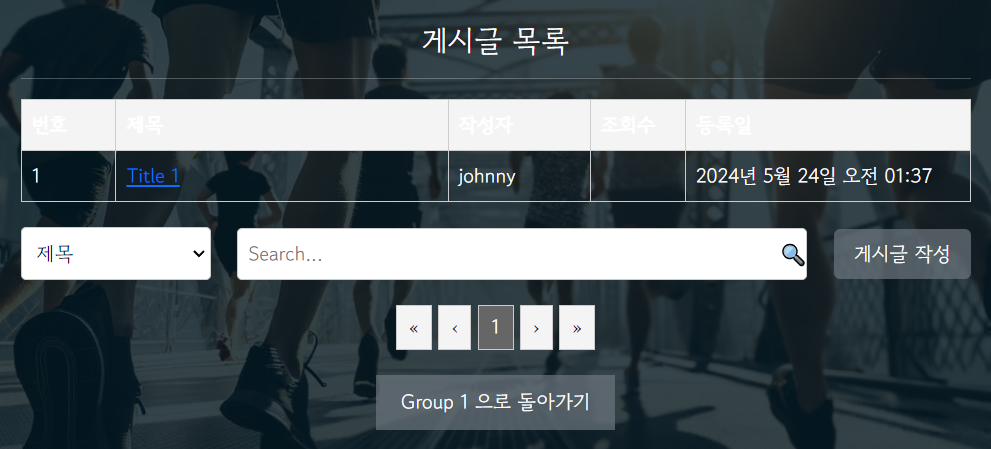 게시글 목록
번호 제목 작성자 조회수 등록일
1 Title 1 johnny 2024년 5월 24일 오전 01:37
제목 Search... 게시글 작성
« ‹ 1 › »
Group 1 으로 돌아가기